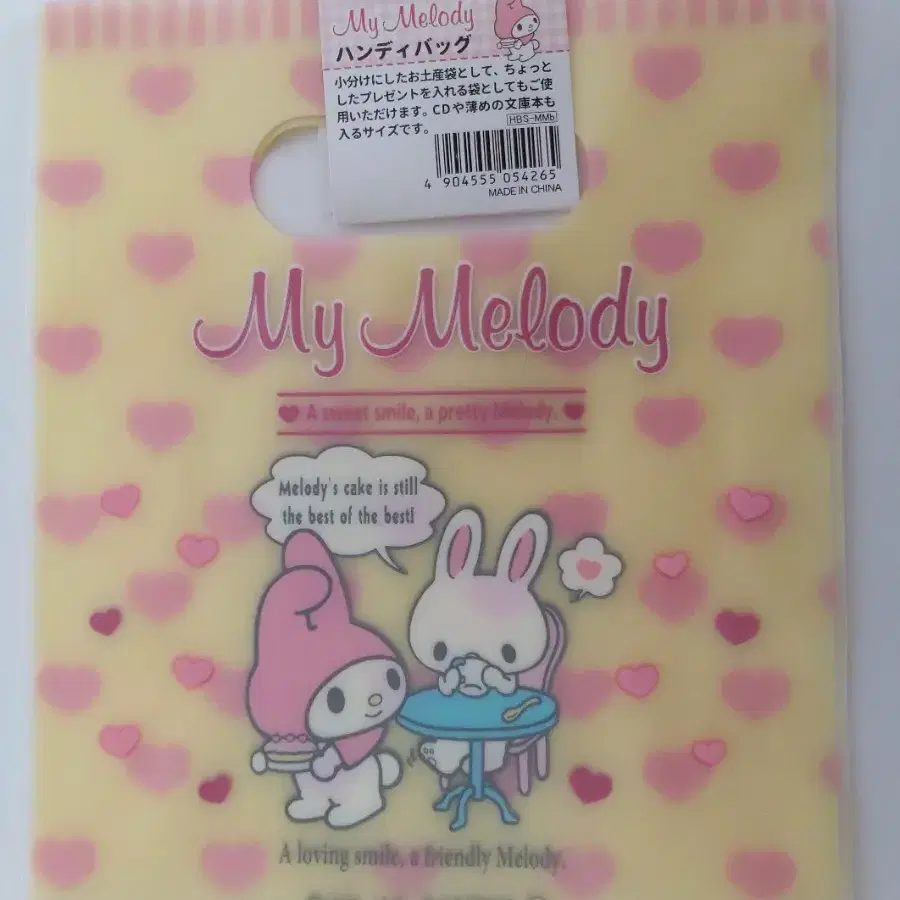 My Melody
ハンディバッグ
小分けにしたお土産袋として、ちょっと
したプレゼントを入れる袋としてもご使
用いただけます。CDや薄めの文庫本も
入るサイズです。
HBS-MMb
4 904555 054265
MADE IN CHINA
My Melody
A sweet smile, a pretty Melody.
Melody's cake is still
the best of the best!
A loving smile, a friendly Melody.